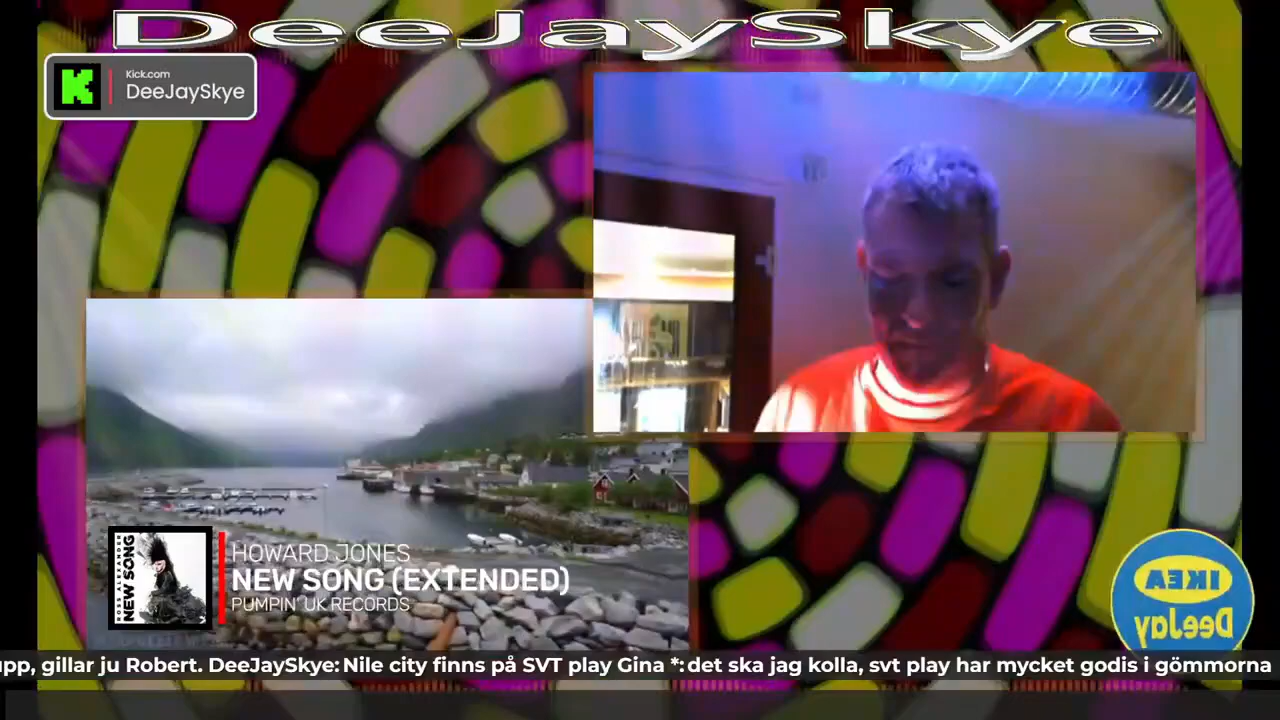 DeeJaySkye
Kick.com
DeeJaySkye
ROSS ALEXANDER
NEW SONG
HOWARD JONES
NEW SONG (EXTENDED)
PUMPIN' UK RECORDS
IKEA
DeeJay
upp, gillar ju Robert. DeeJaySkye: Nile city finns på SVT play Gina *: det ska jag kolla, svt play har mycket godis i gömmorna